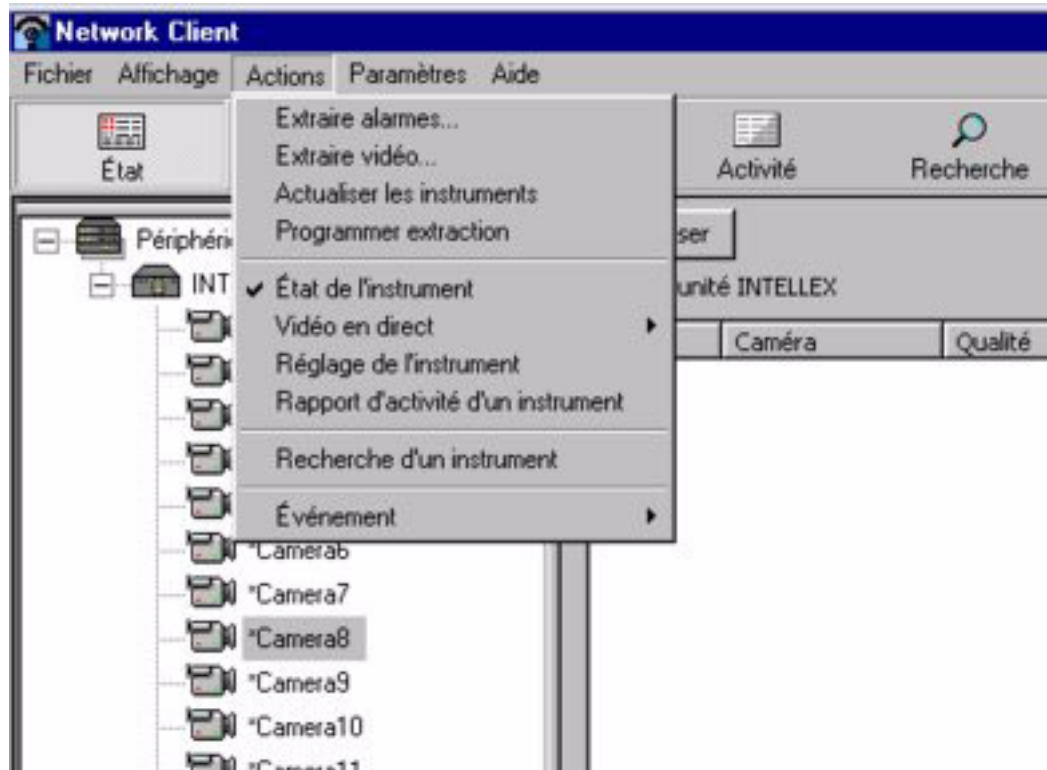 Network Client
Fichier Affichage Actions Paramètres Aide
État
Activité
Recherche
Extraire alarmes...
Extraire vidéo...
Actualiser les instruments
Programmer extraction
État de l'instrument
Vidéo en direct
Réglage de l'instrument
Rapport d'activité d'un instrument
Recherche d'un instrument
Événement
unité INTELLEX
Caméra Qualité
*Camera6
*Camera7
*Camera8
*Camera9
*Camera10